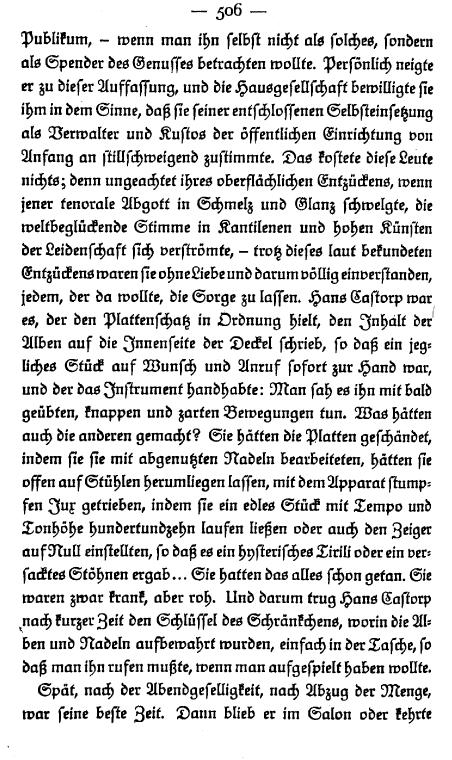 — 506 —
Publikum, – wenn man ihn selbst nicht als solches, sondern
als Spender des Genusses betrachten wollte. Persönlich neigte
er zu dieser Auffassung, und die Hausgesellschaft bewilligte sie
ihm in dem Sinne, daß sie seiner entschlossenen Selbsteinsetzung
als Verwalter und Kustos der öffentlichen Einrichtung von
Anfang an stillschweigend zustimmte. Das kostete diese Leute
nichts; denn ungeachtet ihres oberflächlichen Entzückens, wenn
jener tenorale Abgott in Schmelz und Glanz schwelgte, die
weltbeglückende Stimme in Kantilenen und hohen Künsten
der Leidenschaft sich verströmte, – trotz dieses laut bekundeten
Entzückens waren sie ohne Liebe und darum völlig einverstanden,
jedem, der da wollte, die Sorge zu lassen. Hans Castorp war
es, der den Plattenschatz in Ordnung hielt, den Inhalt der
Alben auf die Innenseite der Deckel schrieb, so daß ein jeg-
liches Stück auf Wunsch und Anruf sofort zur Hand war,
und der das Instrument handhabte: Man sah es ihn mit bald
geübten, knappen und zarten Bewegungen tun. Was hätten
auch die anderen gemacht? Sie hätten die Platten geschändet,
indem sie sie mit abgenutzten Nadeln bearbeiteten, hätten sie
offen auf Stühlen herumliegen lassen, mit dem Apparat stump-
fen Jux getrieben, indem sie ein edles Stück mit Tempo und
Tonhöhe hundertundzehn laufen ließen oder auch den Zeiger
auf Null einstellten, so daß es ein hysterisches Tirili oder ein ver-
sacktes Stöhnen ergab... Sie hatten das alles schon getan. Sie
waren zwar krank, aber roh. Und darum trug Hans Castorp
nach kurzer Zeit den Schlüssel des Schränkchens, worin die Al-
ben und Nadeln aufbewahrt wurden, einfach in der Tasche, so
daß man ihn rufen mußte, wenn man aufgespielt haben wollte.
Spät, nach der Abendgeselligkeit, nach Abzug der Menge,
war seine beste Zeit. Dann blieb er im Salon oder kehrte